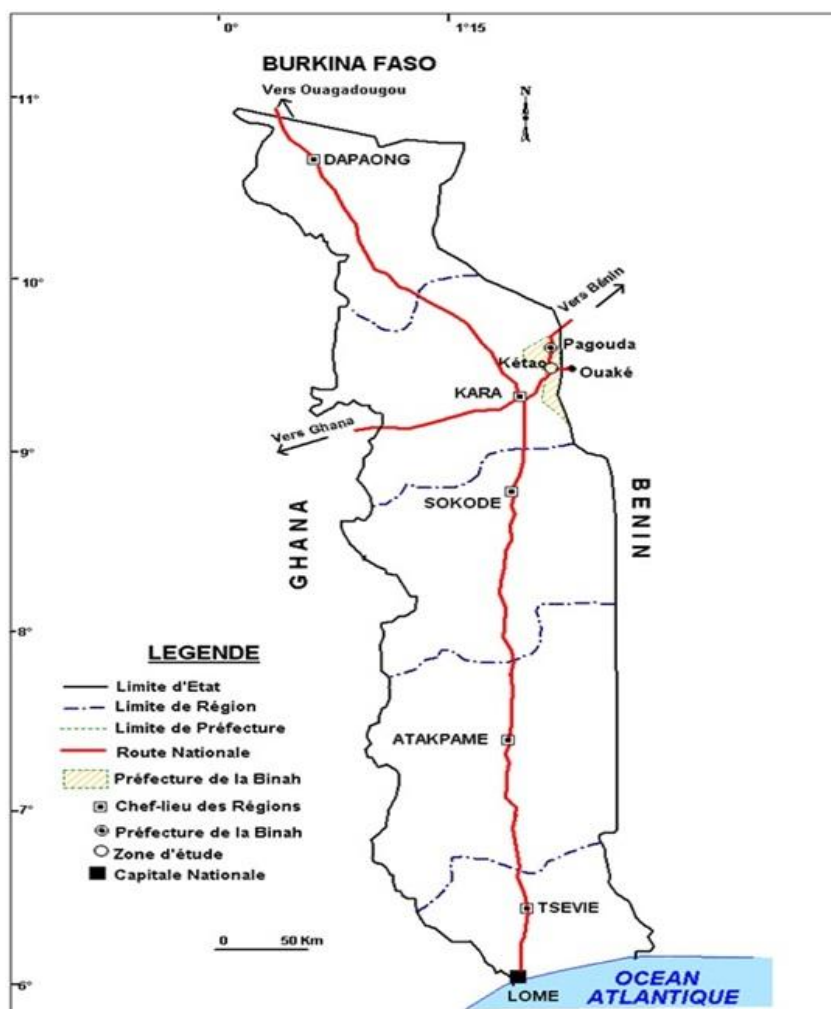 0°
1°15
BURKINA FASO
Vers Ouagadougou
N
11°
DAPAONG
10°
Vers Bénin
Pagouda
Kétao
Ouaké
KARA
Vers Ghana
9°
SOKODE
GHANA
BENIN
8°
LEGENDE
Limite d'Etat
Limite de Région
Limite de Préfecture
Route Nationale
Préfecture de la Binah
Chef-lieu des Régions
Préfecture de la Binah
Zone d'étude
Capitale Nationale
ATAKPAME
7°
TSEVIE
0 50 Km
6°
LOME
OCEAN
ATLANTIQUE